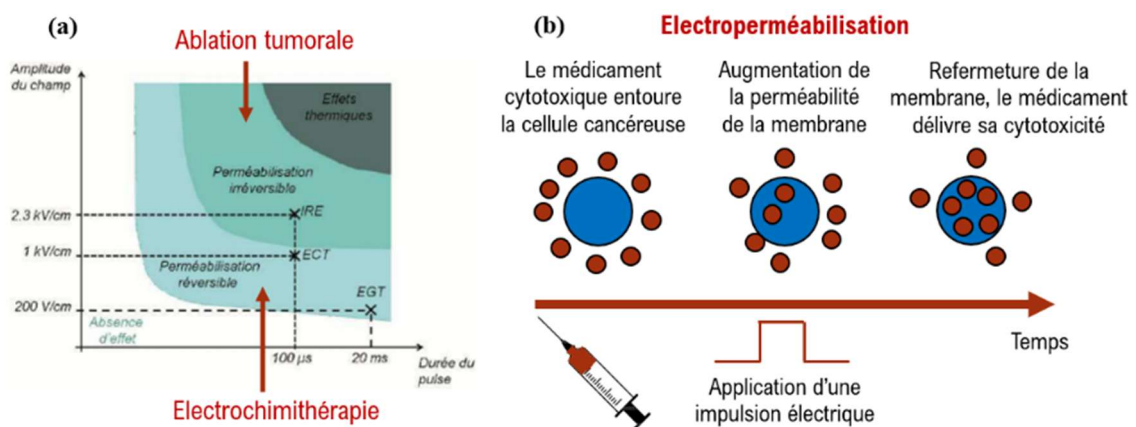 (a)
Ablation tumorale
Amplitude
du champ
Effets
thermiques
Perméabilisation
irréversible
2.3 kV/cm
IRE
1 kV/cm
ECT
Perméabilisation
réversible
EGT
200 V/cm
Absence
d'effet
100 µs
20 ms
Durée du
pulse
Electrochimithérapie
(b)
Electroperméabilisation
Le médicament
cytotoxique entoure
la cellule cancéreuse
Augmentation de
la perméabilité
de la membrane
Refermeture de la
membrane, le médicament
délivre sa cytotoxicité
Temps
Application d'une
impulsion électrique